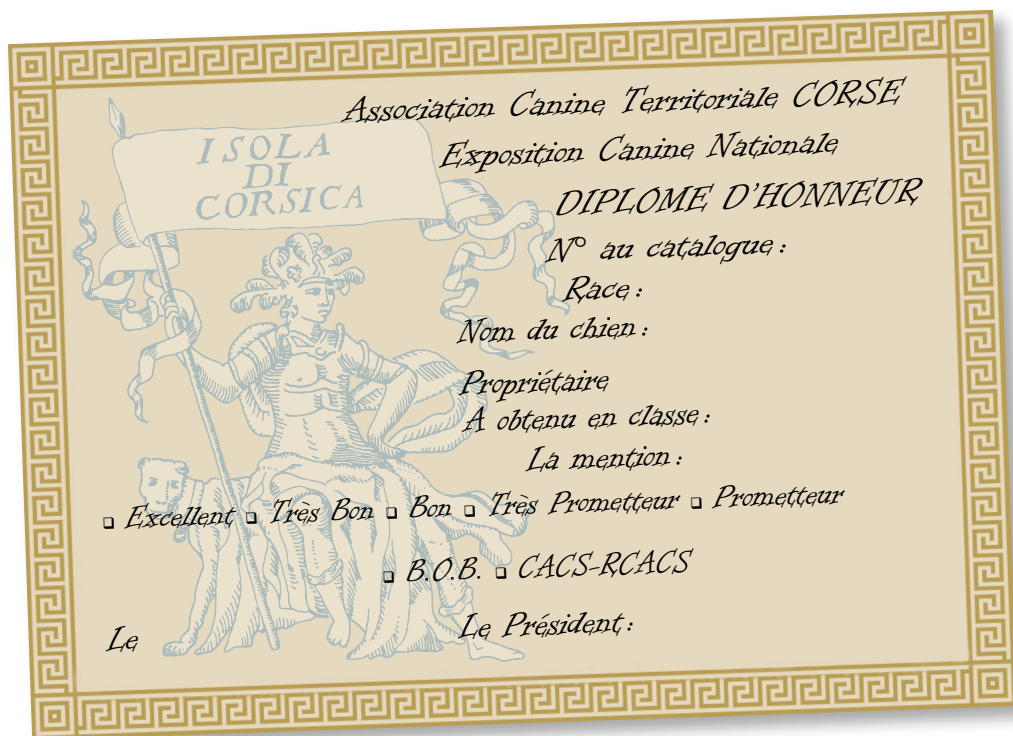 ISOLA
DI
CORSICA
Association Canine Territoriale CORSE
Exposition Canine Nationale
DIPLOME D'HONNEUR
N° au catalogue :
Race :
Nom du chien :
Propriétaire
A obtenu en classe :
La mention :
❏ Excellent ❏ Très Bon ❏ Bon ❏ Très Prometteur ❏ Prometteur
❏ B.O.B. ❏ CACS-RCACS
Le Le Président :